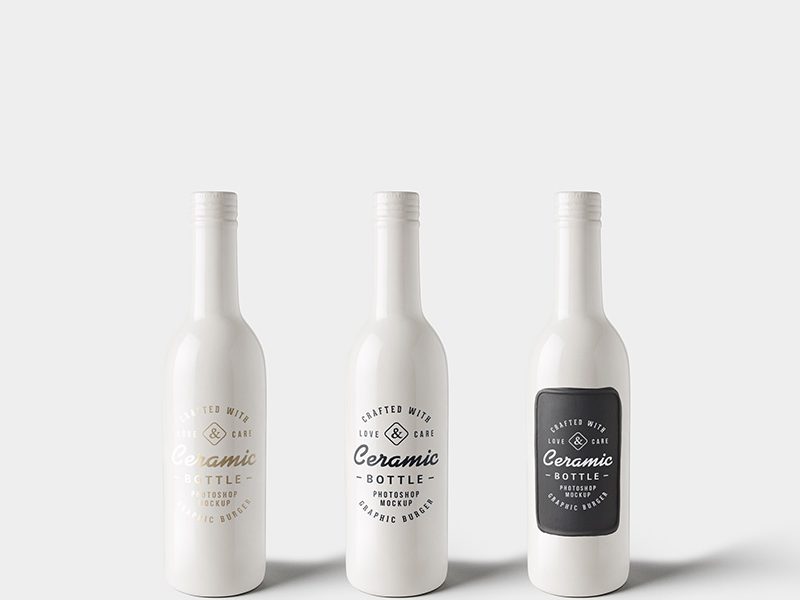 CRAFTED WITH
LOVE & CARE
Ceramic
BOTTLE
PHOTOSHOP
MOCKUP
GRAPHIC BURGER
CRAFTED WITH
LOVE & CARE
Ceramic
BOTTLE
PHOTOSHOP
MOCKUP
GRAPHIC BURGER
CRAFTED WITH
LOVE & CARE
Ceramic
BOTTLE
PHOTOSHOP
MOCKUP
GRAPHIC BURGER